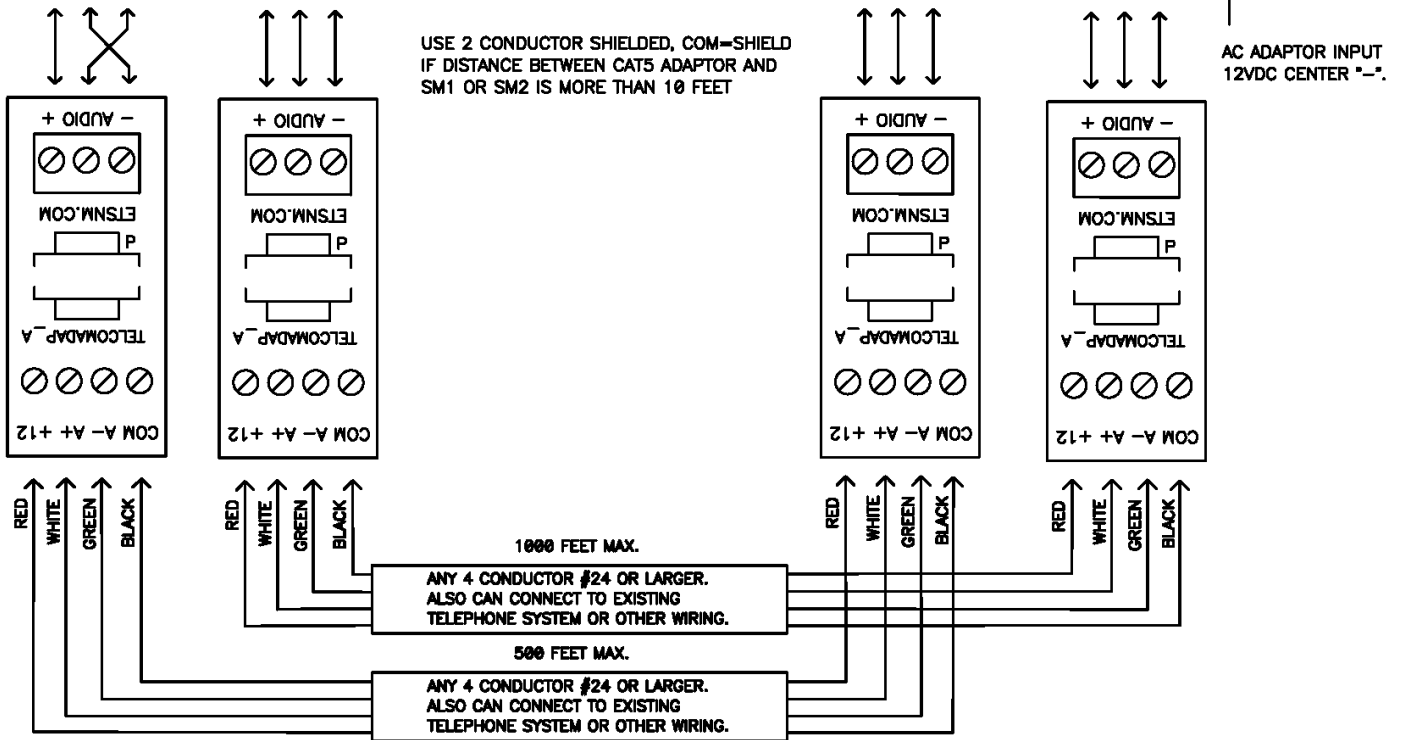 USE 2 CONDUCTOR SHIELDED, COM=SHIELD
IF DISTANCE BETWEEN CAT5 ADAPTOR AND
SM1 OR SM2 IS MORE THAN 10 FEET
AC ADAPTOR INPUT
12VDC CENTER "-".
- AUDIO +
ETSNM.COM
P
TELCOMADAP_A
COM A- A+ +12
- AUDIO +
ETSNM.COM
P
TELCOMADAP_A
COM A- A+ +12
- AUDIO +
ETSNM.COM
P
TELCOMADAP_A
COM A- A+ +12
- AUDIO +
ETSNM.COM
P
TELCOMADAP_A
COM A- A+ +12
RED
WHITE
GREEN
BLACK
RED
WHITE
GREEN
BLACK
RED
WHITE
GREEN
BLACK
RED
WHITE
GREEN
BLACK
1000 FEET MAX.
ANY 4 CONDUCTOR #24 OR LARGER.
ALSO CAN CONNECT TO EXISTING
TELEPHONE SYSTEM OR OTHER WIRING.
500 FEET MAX.
ANY 4 CONDUCTOR #24 OR LARGER.
ALSO CAN CONNECT TO EXISTING
TELEPHONE SYSTEM OR OTHER WIRING.